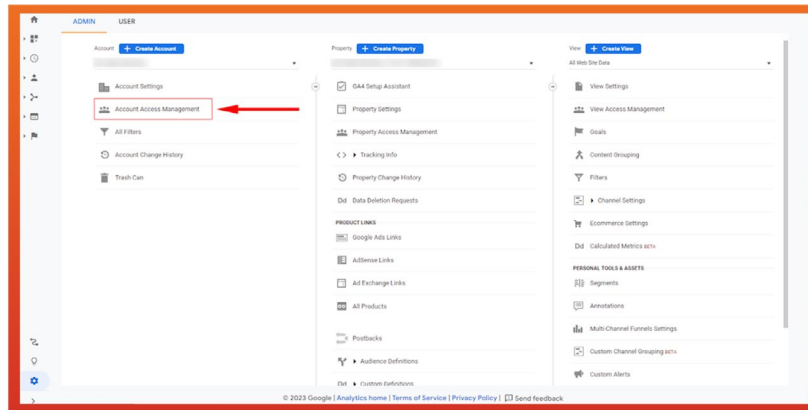 ADMIN USER
Account + Create Account
Account Settings
Account Access Management
All Filters
Account Change History
Trash Can
Property + Create Property
GA4 Setup Assistant
Property Settings
Property Access Management
Tracking Info
Property Change History
Dd Data Deletion Requests
PRODUCT LINKS
Google Ads Links
AdSense Links
Ad Exchange Links
All Products
Postbacks
Audience Definitions
Dd Custom Definitions
View + Create View
All Web Site Data
View Settings
View Access Management
Goals
Content Grouping
Filters
Channel Settings
Ecommerce Settings
Dd Calculated Metrics BETA
PERSONAL TOOLS & ASSETS
Segments
Annotations
Multi-Channel Funnels Settings
Custom Channel Grouping BETA
Custom Alerts
© 2023 Google | Analytics home | Terms of Service | Privacy Policy | Send feedback